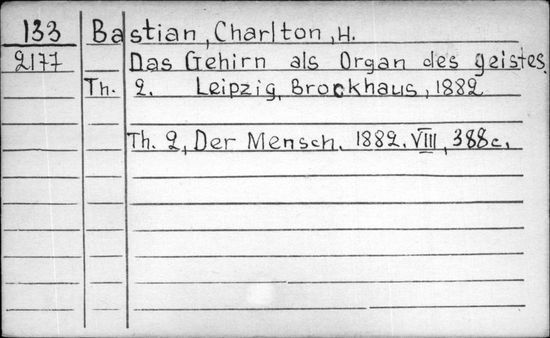 133 Bastian, Charlton, H.
2177 Das Gehirn als Organ des geistes.
Th. 2. Leipzig, Brockhaus, 1882
Th. 2, Der Mensch. 1882. VIII, 388c.